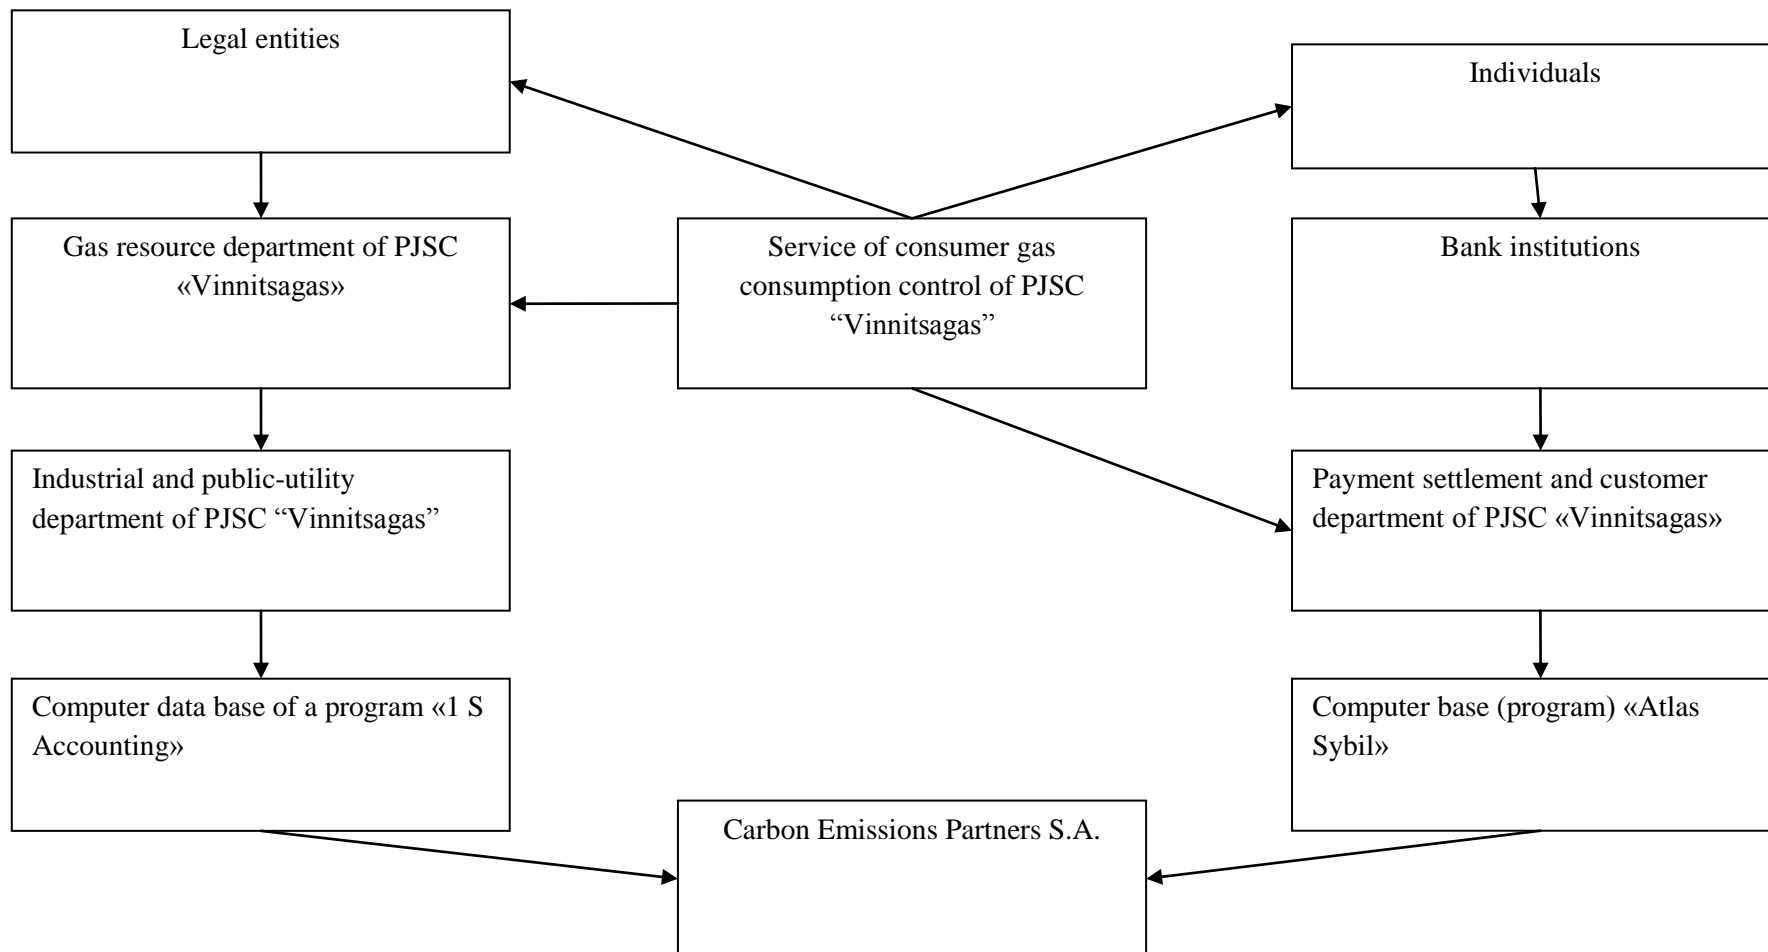 Legal entities
Individuals
Gas resource department of PJSC
«Vinnitsagas»
Service of consumer gas
consumption control of PJSC
“Vinnitsagas”
Bank institutions
Industrial and public-utility
department of PJSC “Vinnitsagas”
Payment settlement and customer
department of PJSC «Vinnitsagas»
Computer data base of a program «1 S
Accounting»
Computer base (program) «Atlas
Sybil»
Carbon Emissions Partners S.A.